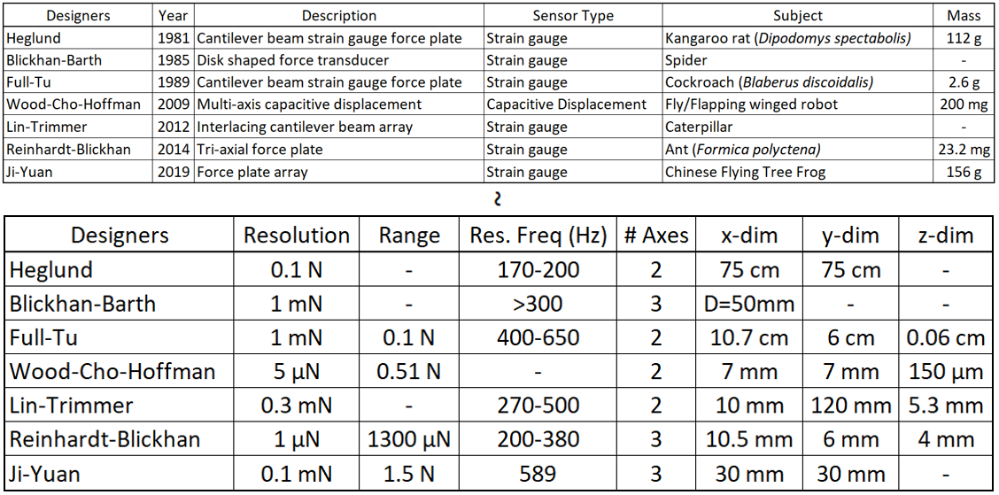 Designers Year Description Sensor Type Subject Mass
Heglund 1981 Cantilever beam strain gauge force plate Strain gauge Kangaroo rat (Dipodomys spectabolis) 112 g
Blickhan-Barth 1985 Disk shaped force transducer Strain gauge Spider -
Full-Tu 1989 Cantilever beam strain gauge force plate Strain gauge Cockroach (Blaberus discoidalis) 2.6 g
Wood-Cho-Hoffman 2009 Multi-axis capacitive displacement Capacitive Displacement Fly/Flapping winged robot 200 mg
Lin-Trimmer 2012 Interlacing cantilever beam array Strain gauge Caterpillar -
Reinhardt-Blickhan 2014 Tri-axial force plate Strain gauge Ant (Formica polyctena) 23.2 mg
Ji-Yuan 2019 Force plate array Strain gauge Chinese Flying Tree Frog 156 g
~
Designers Resolution Range Res. Freq (Hz) # Axes x-dim y-dim z-dim
Heglund 0.1 N - 170-200 2 75 cm 75 cm -
Blickhan-Barth 1 mN - >300 3 D=50mm - -
Full-Tu 1 mN 0.1 N 400-650 2 10.7 cm 6 cm 0.06 cm
Wood-Cho-Hoffman 5 µN 0.51 N - 2 7 mm 7 mm 150 µm
Lin-Trimmer 0.3 mN - 270-500 2 10 mm 120 mm 5.3 mm
Reinhardt-Blickhan 1 µN 1300 µN 200-380 3 10.5 mm 6 mm 4 mm
Ji-Yuan 0.1 mN 1.5 N 589 3 30 mm 30 mm -